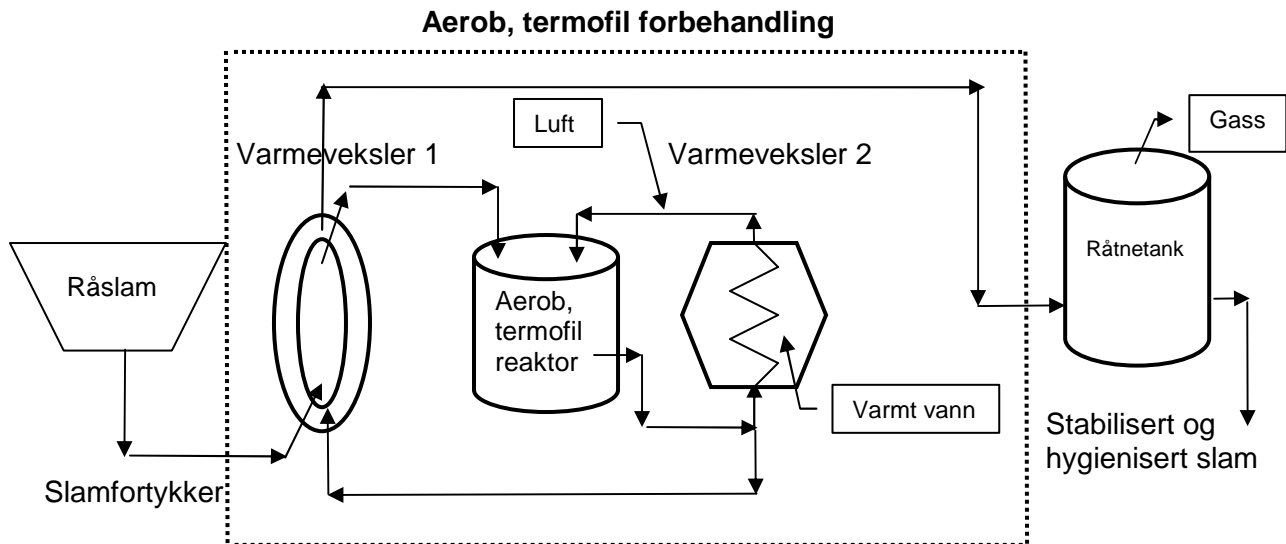 Aerob, termofil forbehandling
Luft
Gass
Varmeveksler 1
Varmeveksler 2
Råslam
Råtnetank
Aerob,
termofil
reaktor
Varmt vann
Stabilisert og
hygienisert slam
Slamfortykker